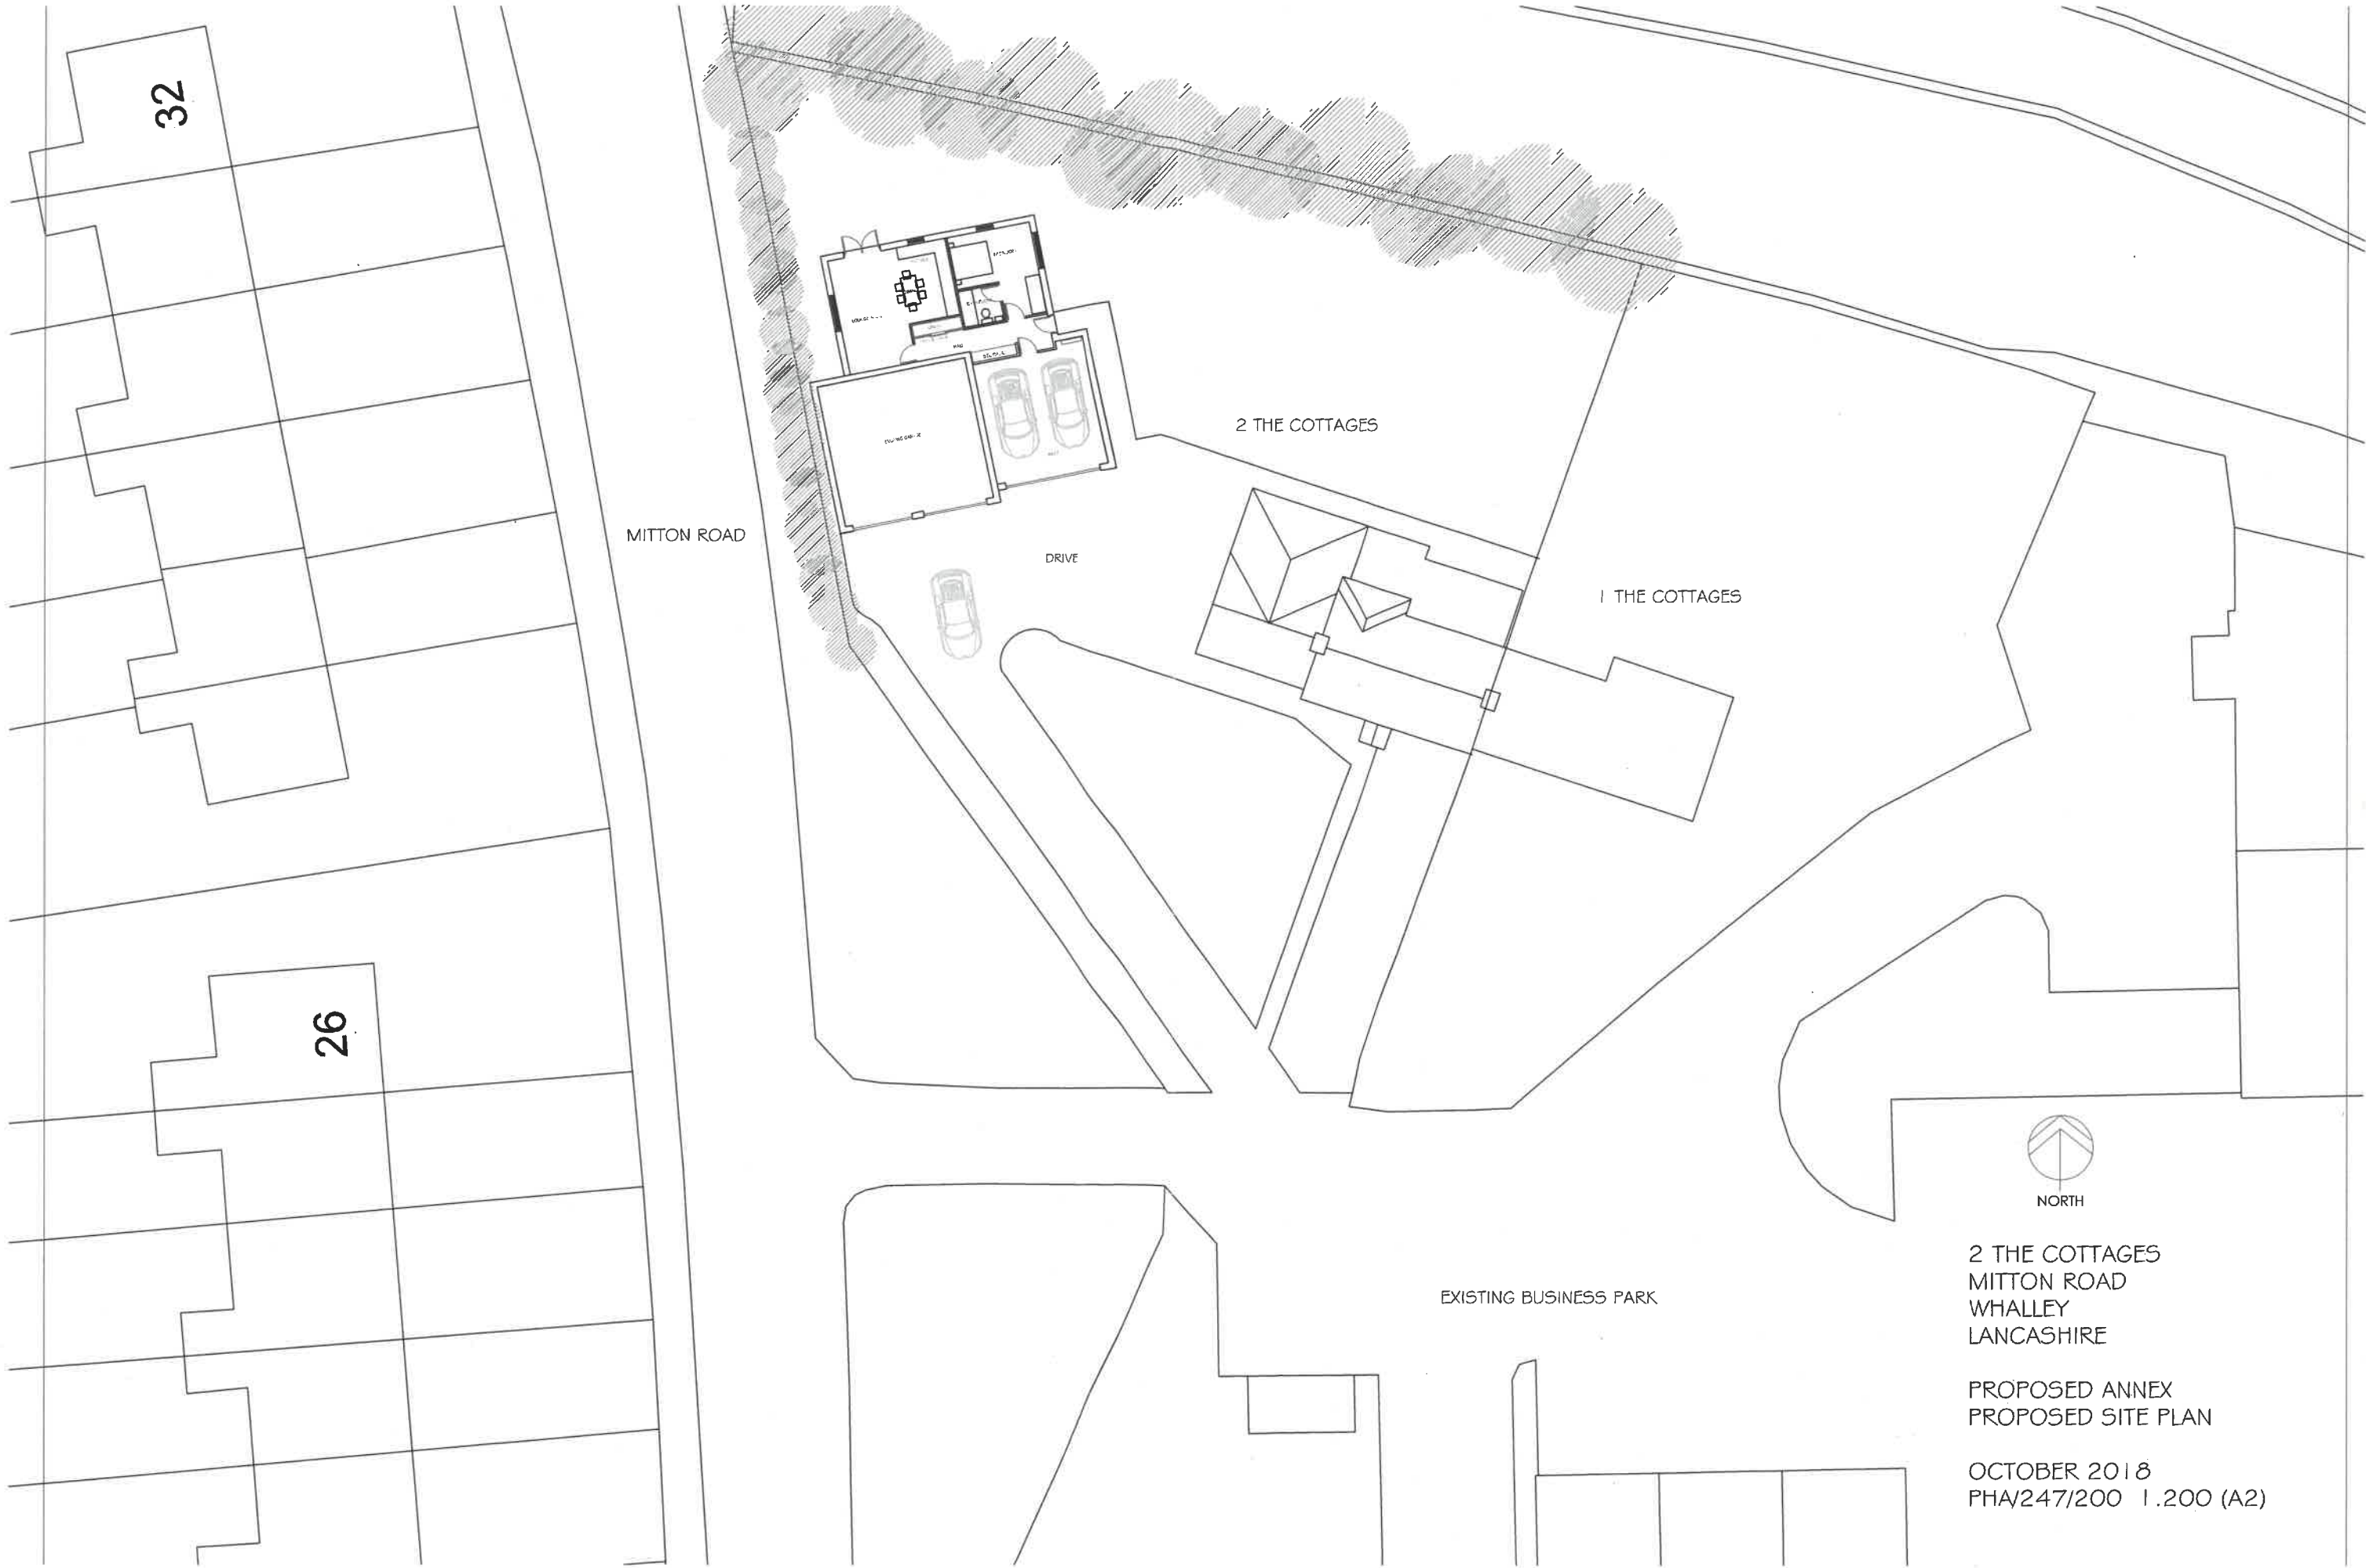 32
2 THE COTTAGES
MITTON ROAD
DRIVE
1 THE COTTAGES
26
NORTH
2 THE COTTAGES
MITTON ROAD
WHALLEY
LANCASHIRE
PROPOSED ANNEX
PROPOSED SITE PLAN
EXISTING BUSINESS PARK
OCTOBER 2018
PHA/247/200 1.200 (A2)